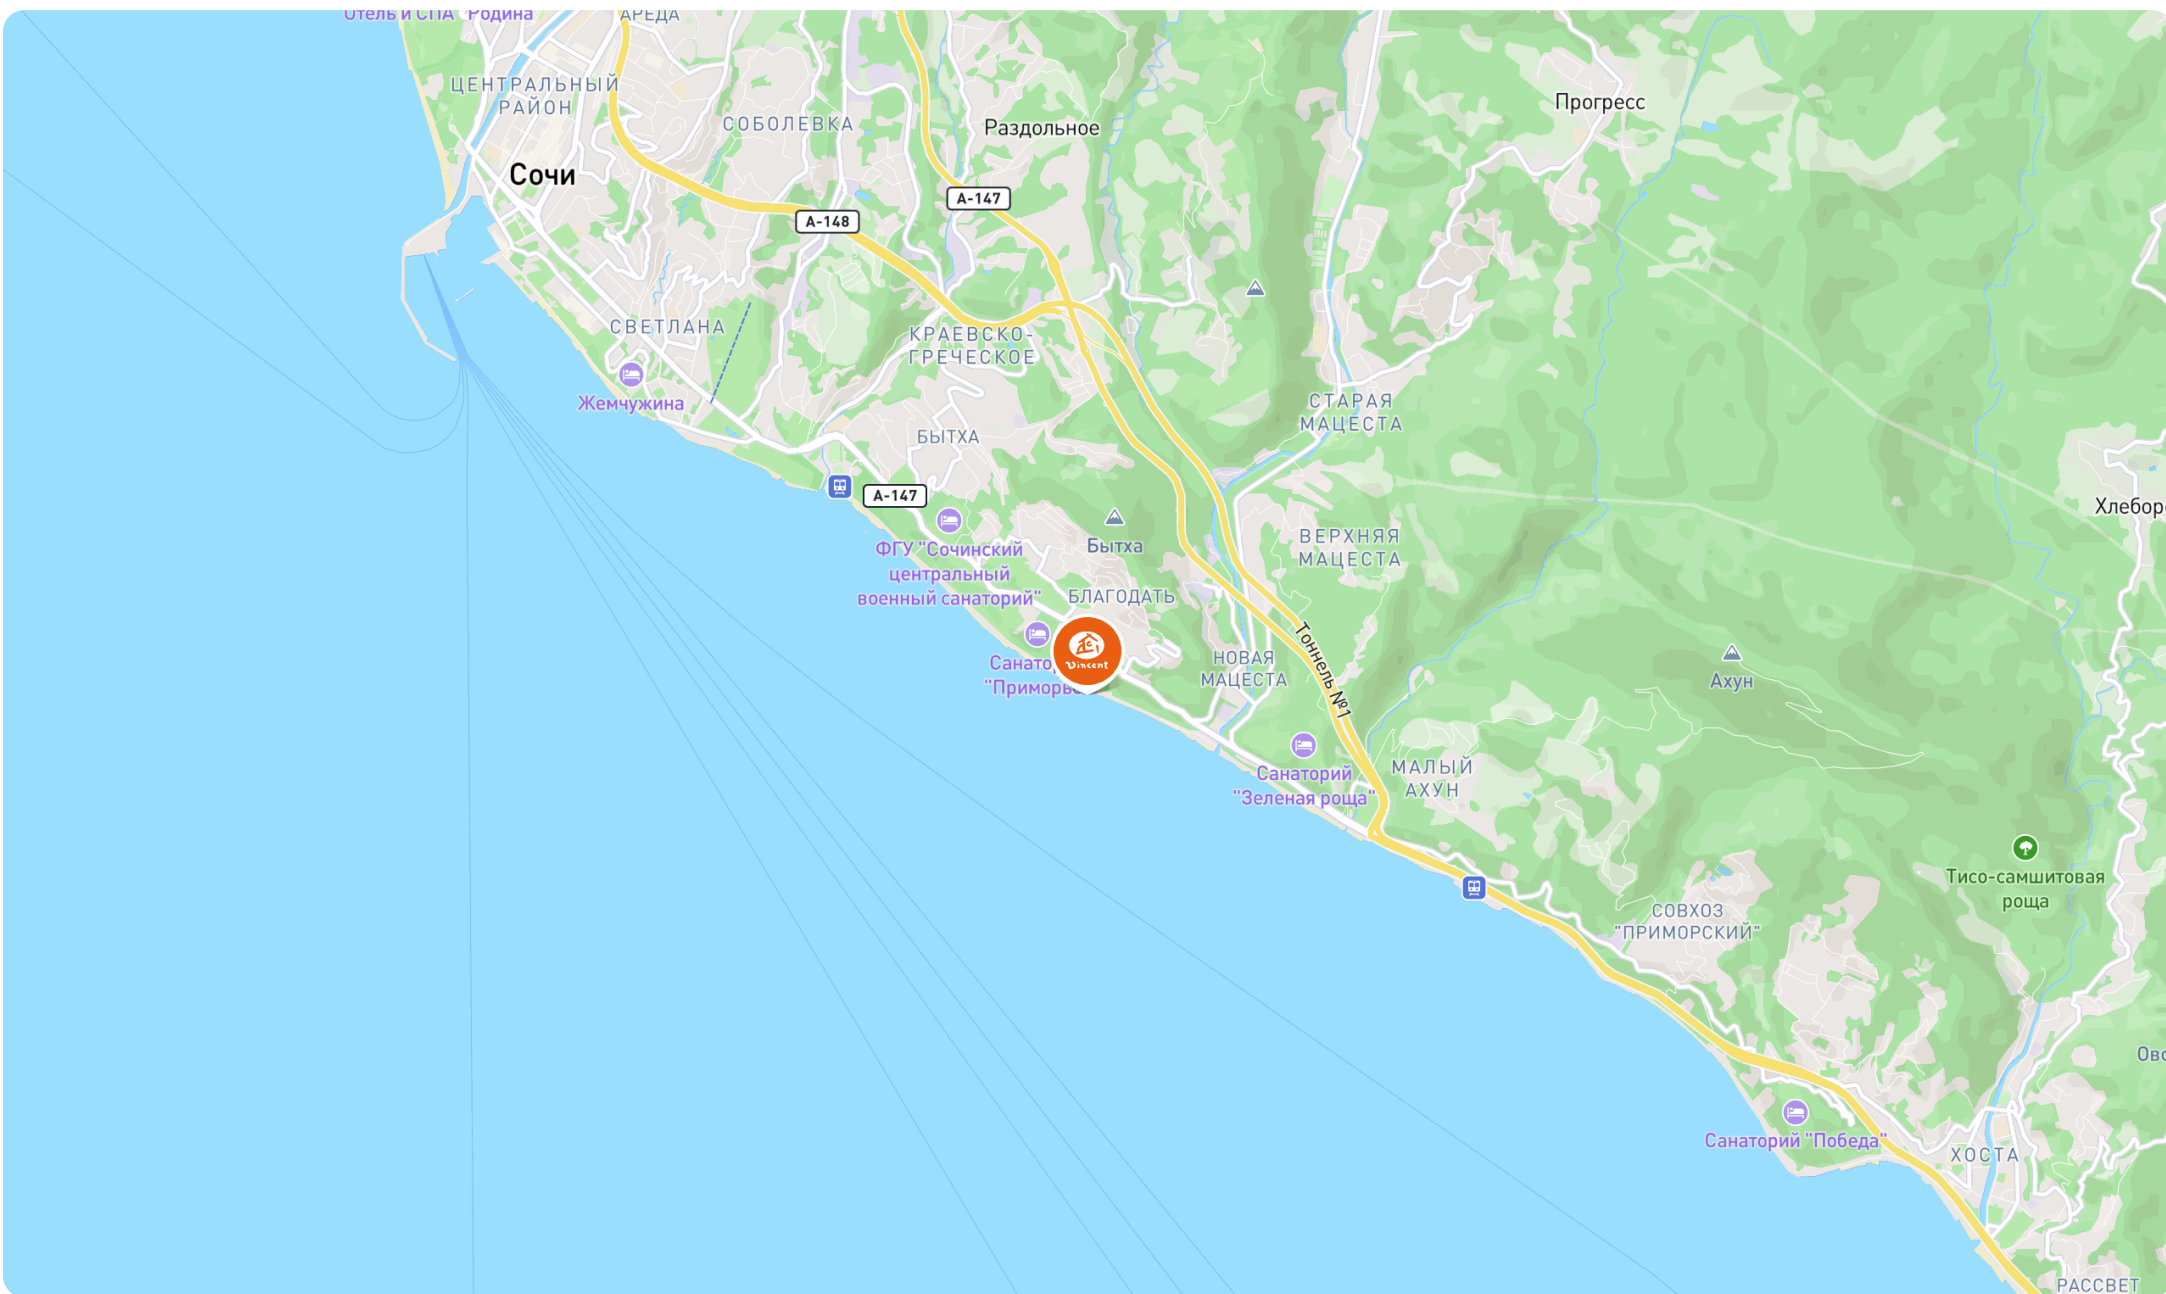 Отель и СПА "Родина
АРЕДА
ЦЕНТРАЛЬНЫЙ
РАЙОН
СОБОЛЕВКА
Раздольное
Прогресс
Сочи
А-147
А-148
СВЕТЛАНА
КРАЕВСКО-
ГРЕЧЕСКОЕ
Жемчужина
СТАРАЯ
МАЦЕСТА
БЫТХА
А-147
Хлебор
ФГУ "Сочинский
центральный
военный санаторий"
Бытха
ВЕРХНЯЯ
МАЦЕСТА
БЛАГОДАТЬ
Vincent
Санато
"Приморье
НОВАЯ
МАЦЕСТА
Тоннель №1
Ахун
Санаторий
"Зеленая роща"
МАЛЫЙ
АХУН
Тисо-самшитовая
роща
СОВХОЗ
"ПРИМОРСКИЙ"
Ово
Санаторий "Победа"
ХОСТА
РАССВЕТ